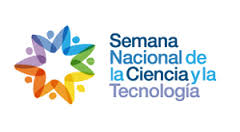 Semana
Nacional de
la Ciencia y la
Tecnología